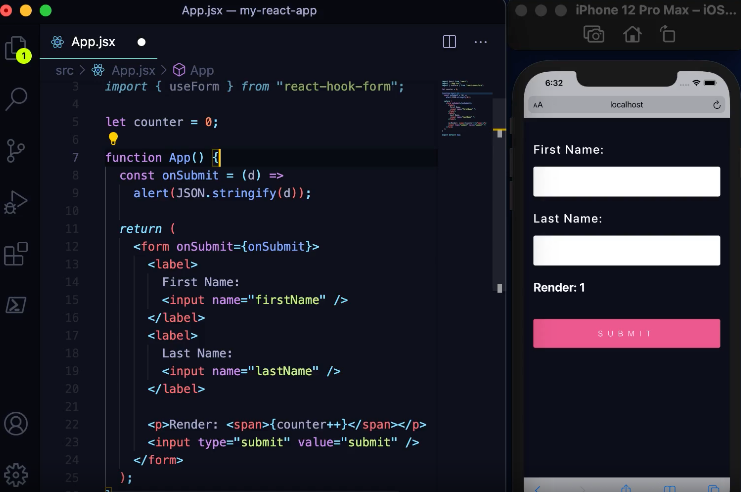 App.jsx — my-react-app
App.jsx
src > App.jsx > App
1
3 import { useForm } from "react-hook-form";
4
5 let counter = 0;
6
7 function App() {
8 const onSubmit = (d) =>
9 alert(JSON.stringify(d));
10
11 return (
12 <form onSubmit={onSubmit}>
13 <label>
14 First Name:
15 <input name="firstName" />
16 </label>
17 <label>
18 Last Name:
19 <input name="lastName" />
20 </label>
21
22 <p>Render: <span>{counter++}</span></p>
23 <input type="submit" value="submit" />
24 </form>
25 );
iPhone 12 Pro Max – iOS...
6:32
AA localhost
First Name:
Last Name:
Render: 1
SUBMIT